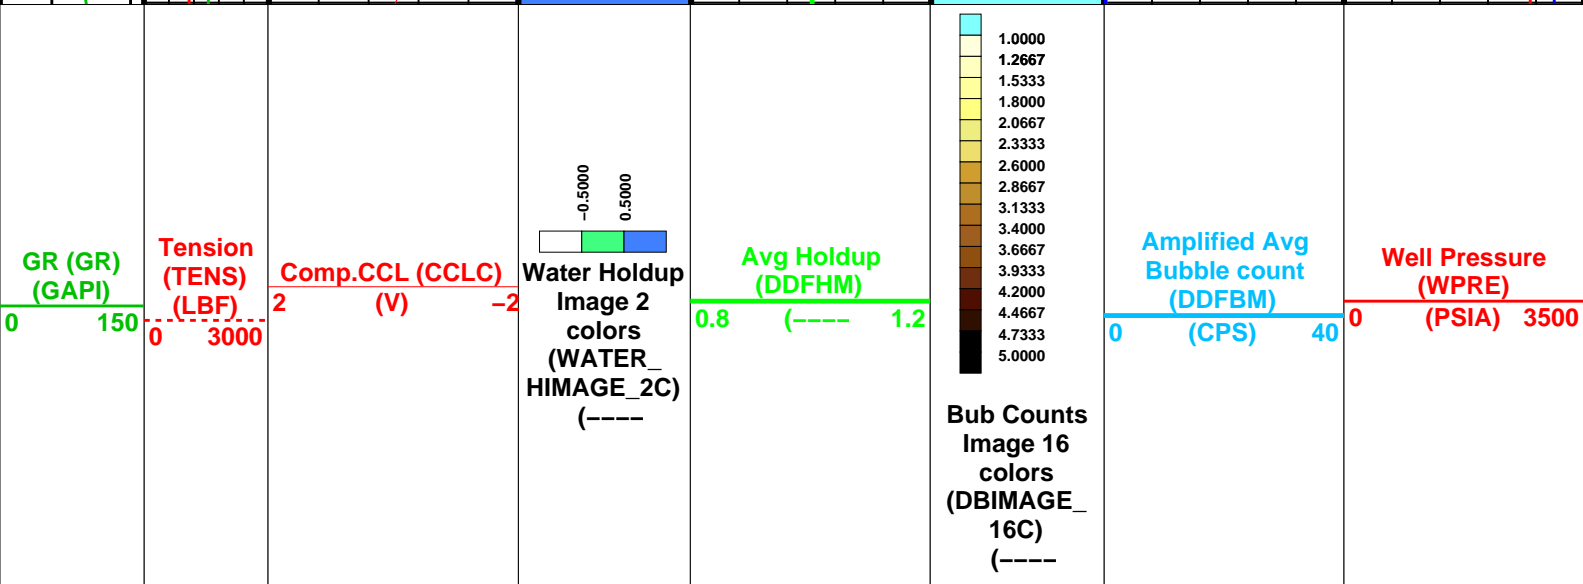 GR (GR)
(GAPI)
0 150
Tension
(TENS)
(LBF)
0 3000
Comp.CCL (CCLC)
2 (V) −2
−0.5000
0.5000
Water Holdup
Image 2
colors
(WATER_
HIMAGE_2C)
(−−−−
Avg Holdup
(DDFHM)
0.8 (−−−− 1.2
1.0000
1.2667
1.5333
1.8000
2.0667
2.3333
2.6000
2.8667
3.1333
3.4000
3.6667
3.9333
4.2000
4.4667
4.7333
5.0000
Bub Counts
Image 16
colors
(DBIMAGE_
16C)
(−−−−
Amplified Avg
Bubble count
(DDFBM)
0 (CPS) 40
Well Pressure
(WPRE)
0 (PSIA) 3500